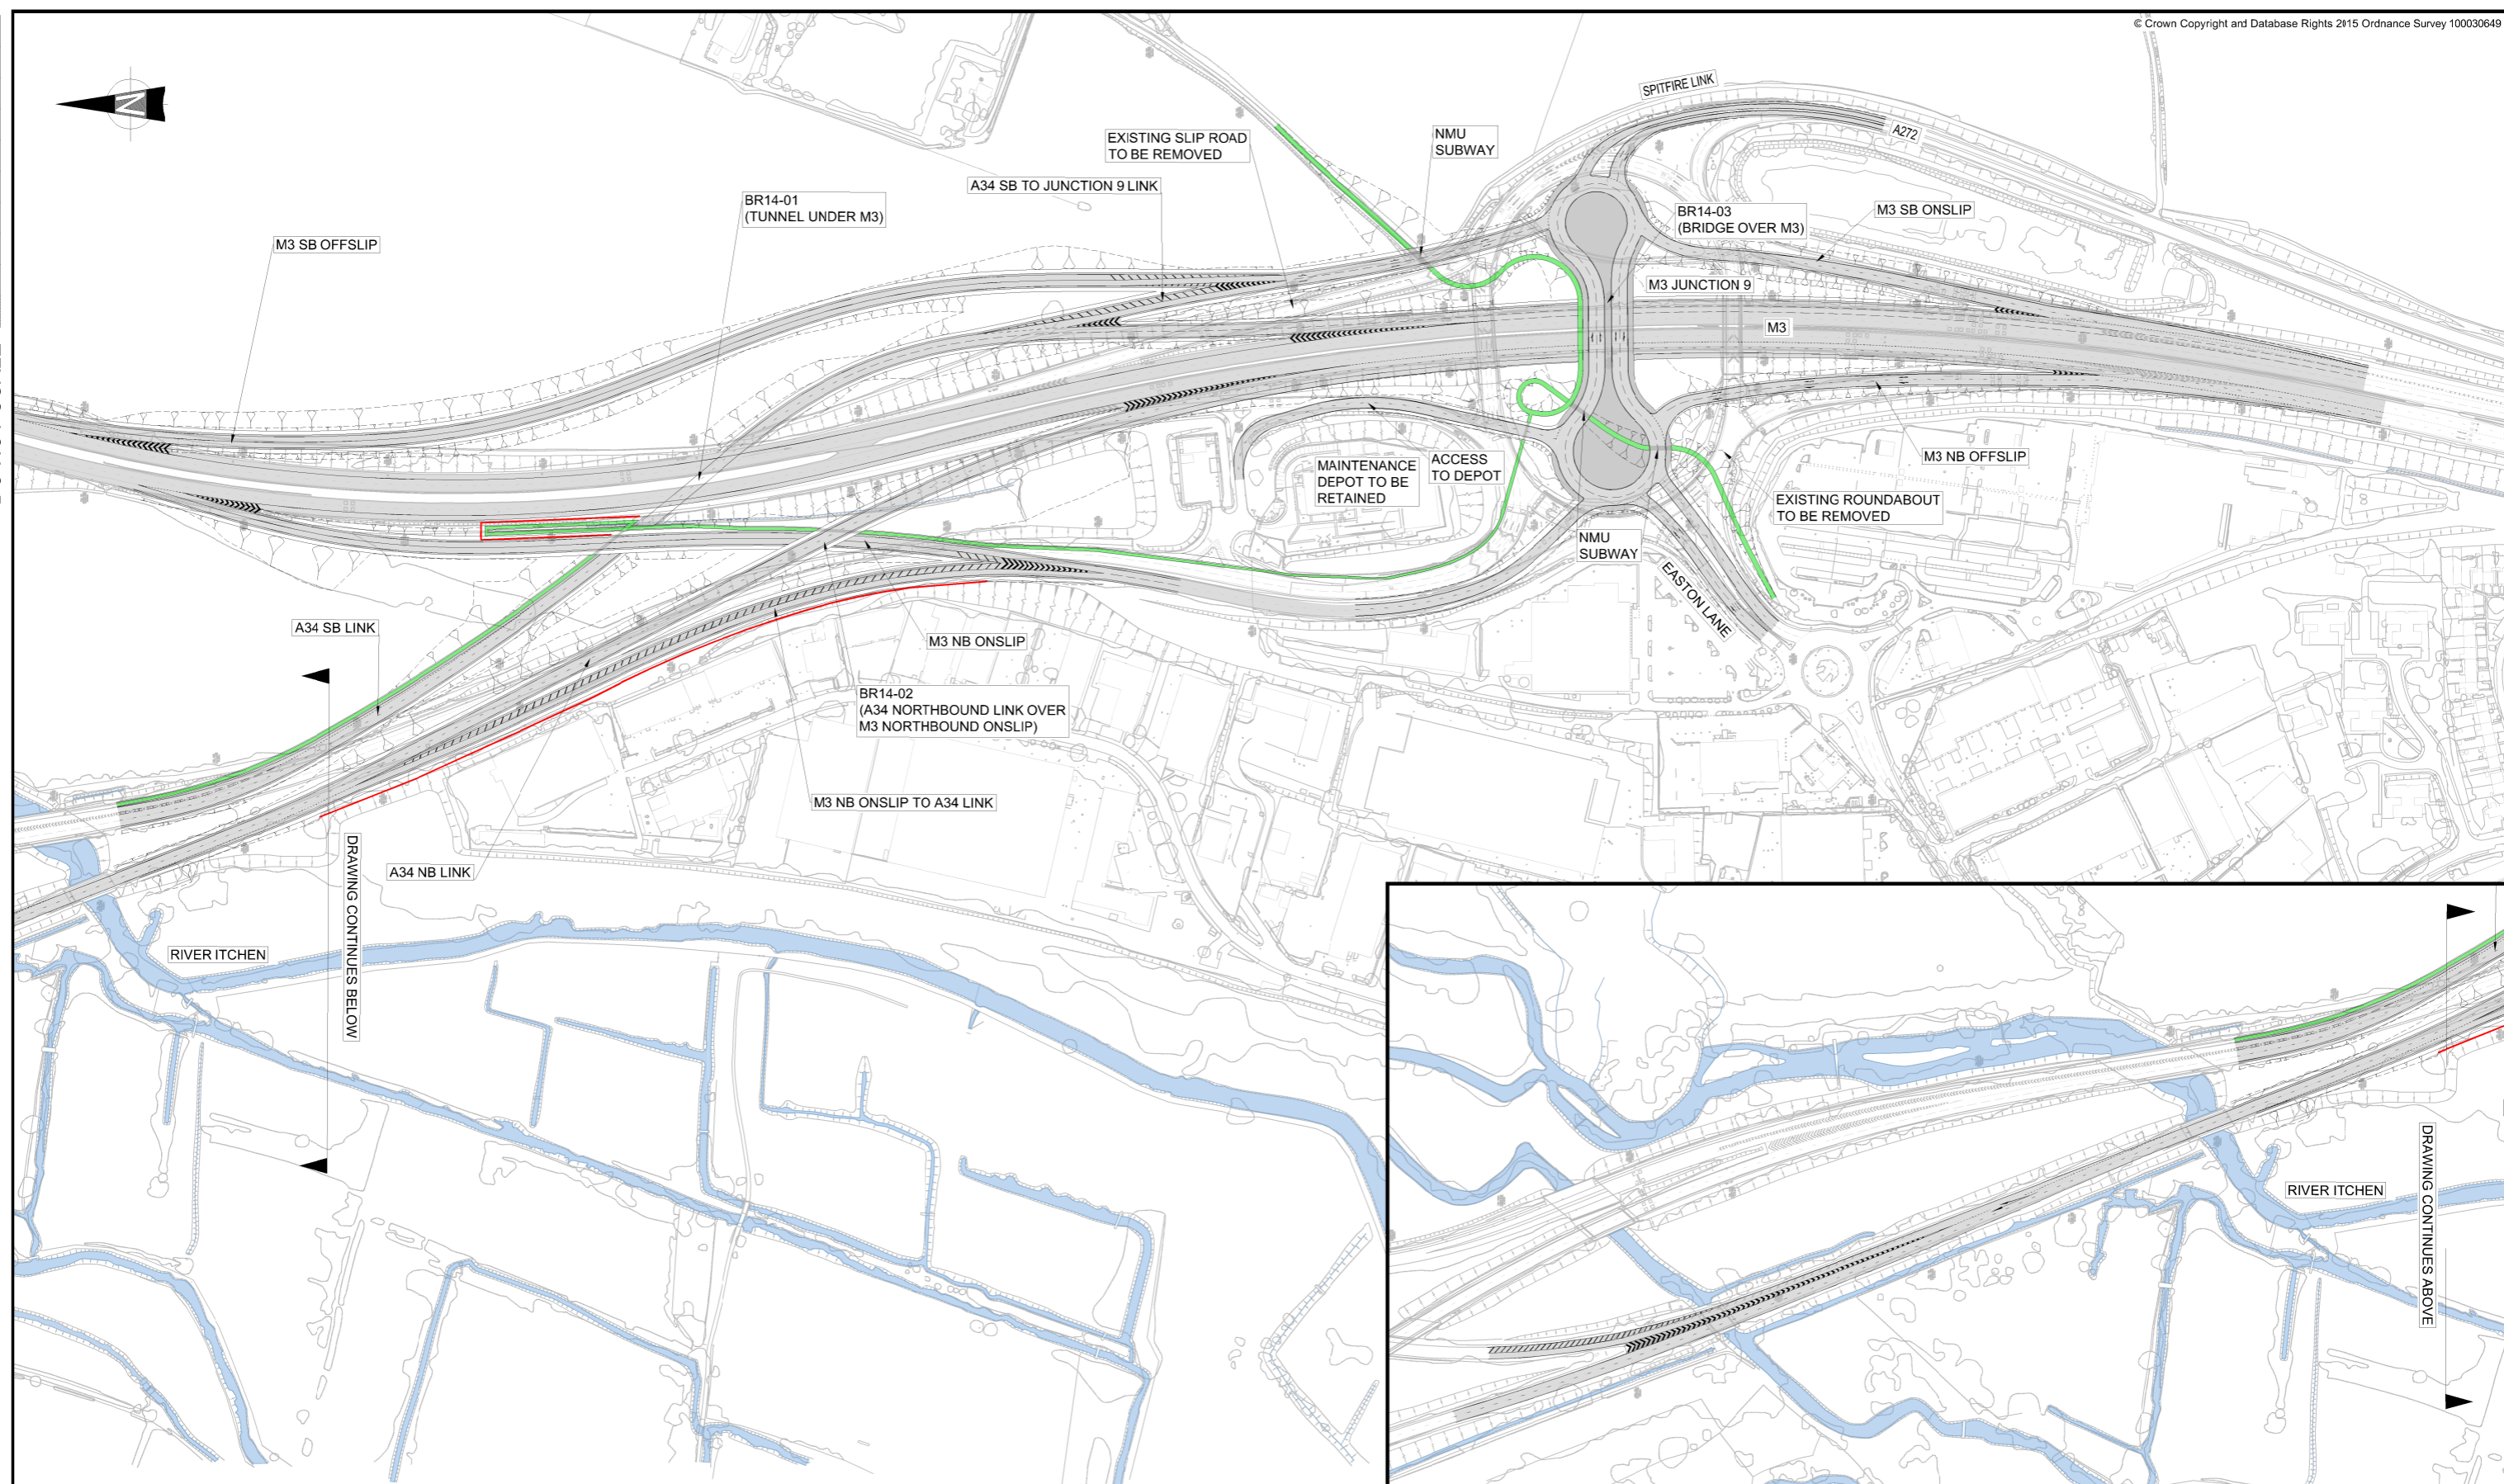 © Crown Copyright and Database Rights 2015 Ordnance Survey 100030649
N
SPITFIRE LINK
A272
EXISTING SLIP ROAD
TO BE REMOVED
NMU
SUBWAY
A34 SB TO JUNCTION 9 LINK
BR14-01
(TUNNEL UNDER M3)
BR14-03
(BRIDGE OVER M3)
M3 SB ONSLIP
M3 SB OFFSLIP
M3 JUNCTION 9
M3
MAINTENANCE
DEPOT TO BE
RETAINED
ACCESS
TO DEPOT
M3 NB OFFSLIP
EXISTING ROUNDABOUT
TO BE REMOVED
NMU
SUBWAY
EASTON LANE
A34 SB LINK
M3 NB ONSLIP
BR14-02
(A34 NORTHBOUND LINK OVER
M3 NORTHBOUND ONSLIP)
M3 NB ONSLIP TO A34 LINK
A34 NB LINK
DRAWING CONTINUES BELOW
RIVER ITCHEN
RIVER ITCHEN
DRAWING CONTINUES ABOVE